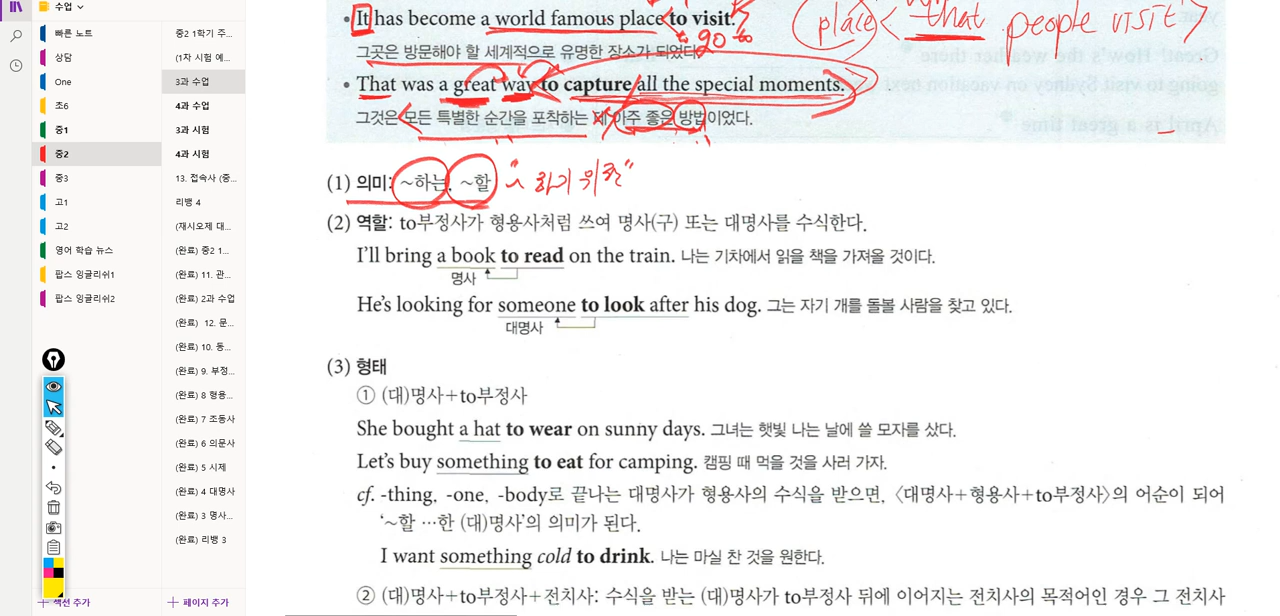 수업
빠른 노트
상담
One
초6
중1
중2
중3
고1
고2
영어 학습 뉴스
팝스 잉글리쉬1
팝스 잉글리쉬2
섹션 추가
중2 1학기 주...
(1차 시험 예...
3과 수업
4과 수업
3과 시험
4과 시험
13. 접속사 (중...
리뱅 4
(재시오제 대...
(완료) 중2 1...
(완료) 11. 관...
(완료) 2과 수업
(완료) 12. 문...
(완료) 10. 동...
(완료) 9. 부정...
(완료) 8 형용...
(완료) 7 조동사
(완료) 6 의문사
(완료) 5 시제
(완료) 4 대명사
(완료) 3 명사...
(완료) 리뱅 3
페이지 추가
• It has become a world famous place to visit.
place < that people visit >
to go to
그곳은 방문해야 할 세계적으로 유명한 장소가 되었다.
• That was a great way to capture all the special moments.
그것은 모든 특별한 순간을 포착하는 아주 좋은 방법이었다.
(1) 의미: ~하는, ~할 "~ 하기 위한"
(2) 역할: to부정사가 형용사처럼 쓰여 명사(구) 또는 대명사를 수식한다.
I'll bring a book to read on the train. 나는 기차에서 읽을 책을 가져올 것이다.
명사
He's looking for someone to look after his dog. 그는 자기 개를 돌볼 사람을 찾고 있다.
대명사
(3) 형태
① (대)명사+to부정사
She bought a hat to wear on sunny days. 그녀는 햇빛 나는 날에 쓸 모자를 샀다.
Let's buy something to eat for camping. 캠핑 때 먹을 것을 사러 가자.
cf. -thing, -one, -body로 끝나는 대명사가 형용사의 수식을 받으면, 〈대명사+형용사+to부정사〉의 어순이 되어
'~할 …한 (대)명사'의 의미가 된다.
I want something cold to drink. 나는 마실 찬 것을 원한다.
② (대)명사+to부정사+전치사: 수식을 받는 (대)명사가 to부정사 뒤에 이어지는 전치사의 목적어인 경우 그 전치사